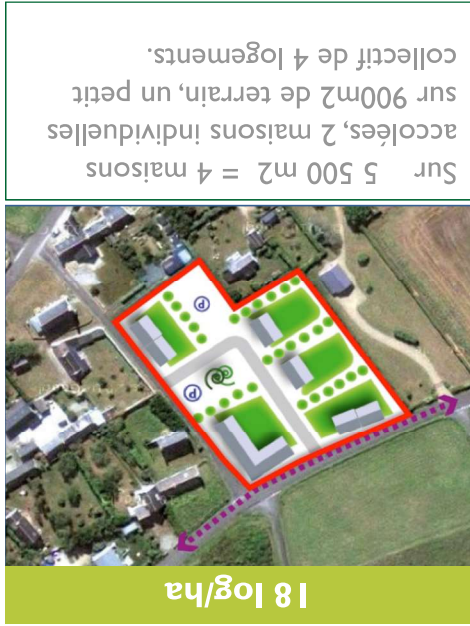 18 log/ha
P
P
Sur 5 500 m2 = 4 maisons
accolées, 2 maisons individuelles
sur 900m2 de terrain, un petit
collectif de 4 logements.